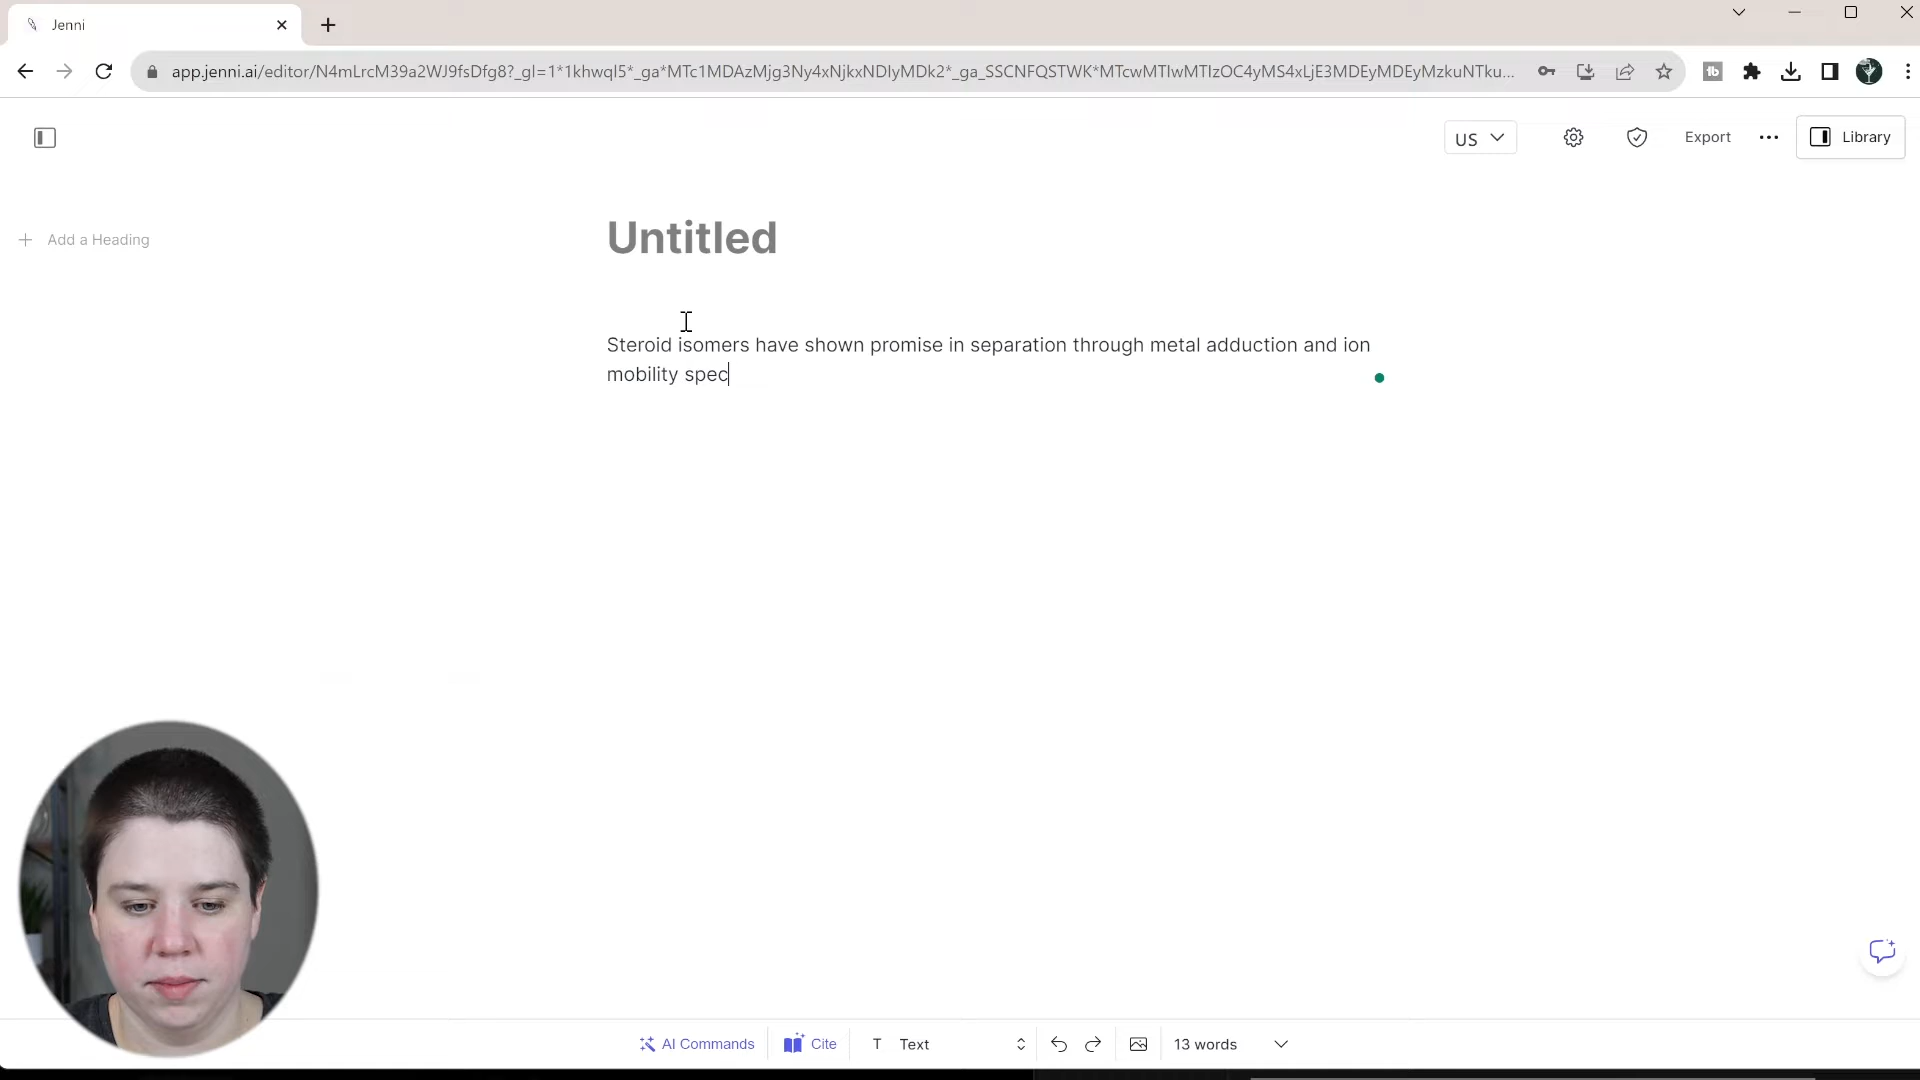 Jenni
app.jenni.ai/editor/N4mLrcM39a2WJ9fsDfg8?_gl=1*1khwql5*_ga*MTc1MDAzMjg3Ny4xNjkxNDIyMDk2*_ga_SSCNFQSTWK*MTcwMTIwMTIzOC4yMS4xLjE3MDEyMDEyMzkuNTku...
US
Export
Library
Untitled
Add a Heading
Steroid isomers have shown promise in separation through metal adduction and ion
mobility spec
AI Commands
Cite
T Text
13 words